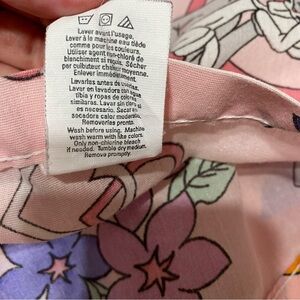 Laver avant l'usage.
Laver à la machine eau tiède
comme pour les couleurs.
Utiliser agent non-chloré de
blanchiment si requis. Sécher
par culbuteur chaleur moyenne.
Enlever immédiatement.
Lavarlas antes de usarlas.
Lavar en lavadora con agua
tibia y ropas de colores
similares. Lavar sin cloro
es necesario. Secar en
secadora calor moderado.
Removerlas pronto.
Wash before using. Machine
wash warm with like colors.
Only non-chlorine bleach
if needed. Tumble dry medium.
Remove promptly.